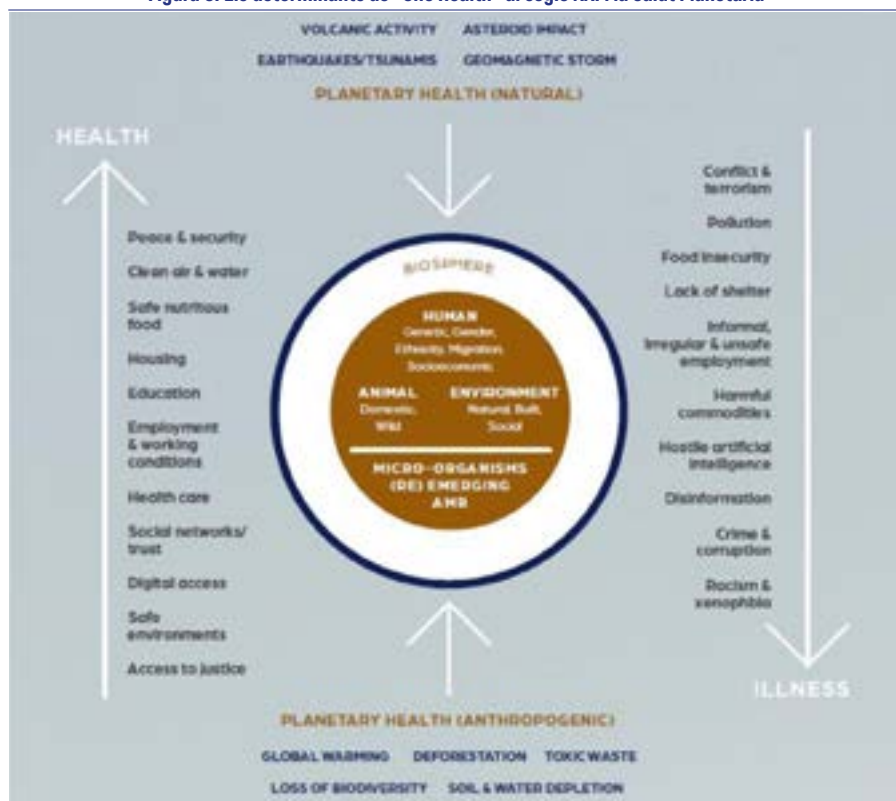 VOLCANIC ACTIVITY ASTEROID IMPACT
EARTHQUAKES/TSUNAMIS GEOMAGNETIC STORM
PLANETARY HEALTH (NATURAL)
HEALTH
Peace & security
Clean air & water
Safe nutritious
food
Housing
Education
Employment
& working
conditions
Health care
Social networks/
trust
Digital access
Safe
environments
Access to justice
BIOSPHERE
HUMAN
Genetic, Gender,
Ethnicity, Migration,
Socioeconomic
ANIMAL
Domestic,
Wild
ENVIRONMENT
Natural, Built,
Social
MICRO-ORGANISMS
(RE) EMERGING
AMR
Conflict &
terrorism
Pollution
Food insecurity
Lack of shelter
Informal,
irregular & unsafe
employment
Harmful
commodities
Hostile artificial
intelligence
Disinformation
Crime &
corruption
Racism &
xenophbia
ILLNESS
PLANETARY HEALTH (ANTHROPOGENIC)
GLOBAL WARMING DEFORESTATION TOXIC WASTE
LOSS OF BIODIVERSITY SOIL & WATER DEPLETION